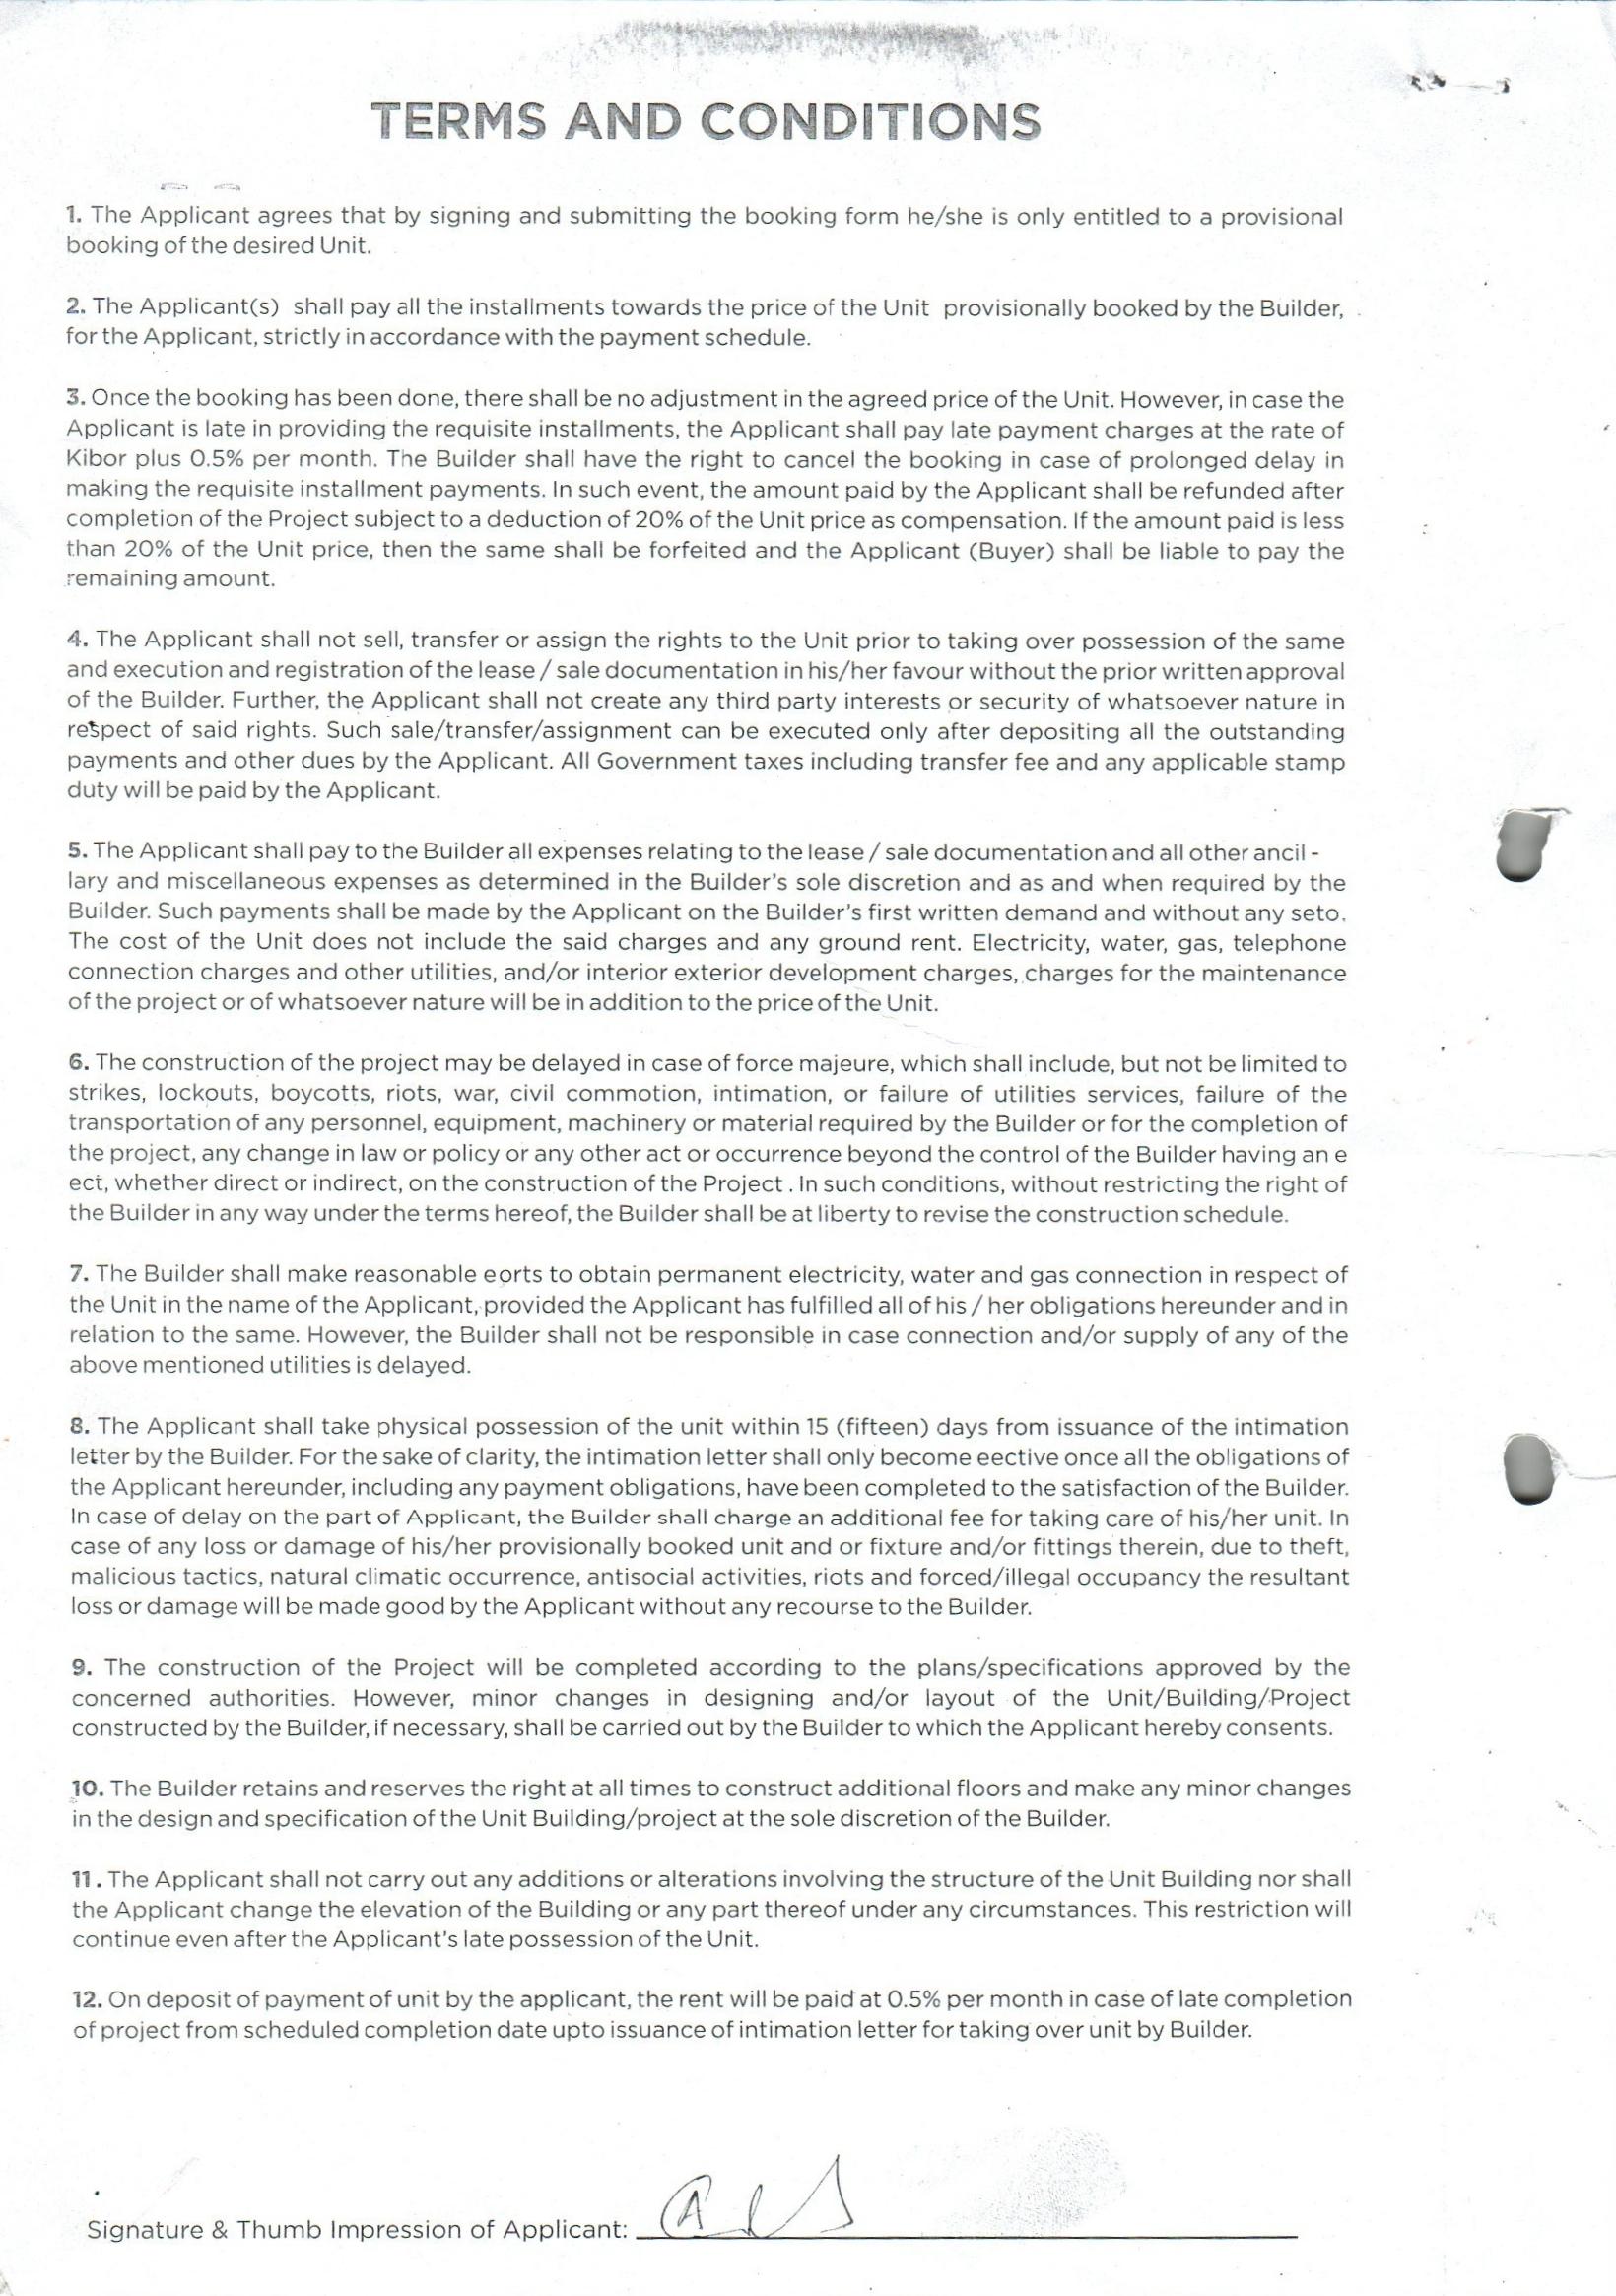 TERMS AND CONDITIONS
1. The Applicant agrees that by signing and submitting the booking form he/she is only entitled to a provisional
booking of the desired Unit.
2. The Applicant(s) shall pay all the installments towards the price of the Unit provisionally booked by the Builder,
for the Applicant, strictly in accordance with the payment schedule.
3. Once the booking has been done, there shall be no adjustment in the agreed price of the Unit. However, in case the
Applicant is late in providing the requisite installments, the Applicant shall pay late payment charges at the rate of
Kibor plus 0.5% per month. The Builder shall have the right to cancel the booking in case of prolonged delay in
making the requisite installment payments. In such event, the amount paid by the Applicant shall be refunded after
completion of the Project subject to a deduction of 20% of the Unit price as compensation. If the amount paid is less
than 20% of the Unit price, then the same shall be forfeited and the Applicant (Buyer) shall be liable to pay the
remaining amount.
4. The Applicant shall not sell, transfer or assign the rights to the Unit prior to taking over possession of the same
and execution and registration of the lease / sale documentation in his/her favour without the prior written approval
of the Builder. Further, the Applicant shall not create any third party interests or security of whatsoever nature in
respect of said rights. Such sale/transfer/assignment can be executed only after depositing all the outstanding
payments and other dues by the Applicant. All Government taxes including transfer fee and any applicable stamp
duty will be paid by the Applicant.
5. The Applicant shall pay to the Builder all expenses relating to the lease / sale documentation and all other ancil -
lary and miscellaneous expenses as determined in the Builder's sole discretion and as and when required by the
Builder. Such payments shall be made by the Applicant on the Builder's first written demand and without any seto.
The cost of the Unit does not include the said charges and any ground rent. Electricity, water, gas, telephone
connection charges and other utilities, and/or interior exterior development charges, charges for the maintenance
of the project or of whatsoever nature will be in addition to the price of the Unit.
6. The construction of the project may be delayed in case of force majeure, which shall include, but not be limited to
strikes, lockouts, boycotts, riots, war, civil commotion, intimation, or failure of utilities services, failure of the
transportation of any personnel, equipment, machinery or material required by the Builder or for the completion of
the project, any change in law or policy or any other act or occurrence beyond the control of the Builder having an e
ect, whether direct or indirect, on the construction of the Project . In such conditions, without restricting the right of
the Builder in any way under the terms hereof, the Builder shall be at liberty to revise the construction schedule.
7. The Builder shall make reasonable eorts to obtain permanent electricity, water and gas connection in respect of
the Unit in the name of the Applicant, provided the Applicant has fulfilled all of his / her obligations hereunder and in
relation to the same. However, the Builder shall not be responsible in case connection and/or supply of any of the
above mentioned utilities is delayed.
8. The Applicant shall take physical possession of the unit within 15 (fifteen) days from issuance of the intimation
letter by the Builder. For the sake of clarity, the intimation letter shall only become eective once all the obligations of
the Applicant hereunder, including any payment obligations, have been completed to the satisfaction of the Builder.
In case of delay on the part of Applicant, the Builder shall charge an additional fee for taking care of his/her unit. In
case of any loss or damage of his/her provisionally booked unit and or fixture and/or fittings therein, due to theft,
malicious tactics, natural climatic occurrence, antisocial activities, riots and forced/illegal occupancy the resultant
loss or damage will be made good by the Applicant without any recourse to the Builder.
9. The construction of the Project will be completed according to the plans/specifications approved by the
concerned authorities. However, minor changes in designing and/or layout of the Unit/Building/Project
constructed by the Builder, if necessary, shall be carried out by the Builder to which the Applicant hereby consents.
10. The Builder retains and reserves the right at all times to construct additional floors and make any minor changes
in the design and specification of the Unit Building/project at the sole discretion of the Builder.
11. The Applicant shall not carry out any additions or alterations involving the structure of the Unit Building nor shall
the Applicant change the elevation of the Building or any part thereof under any circumstances. This restriction will
continue even after the Applicant's late possession of the Unit.
12. On deposit of payment of unit by the applicant, the rent will be paid at 0.5% per month in case of late completion
of project from scheduled completion date upto issuance of intimation letter for taking over unit by Builder.
Signature & Thumb Impression of Applicant: